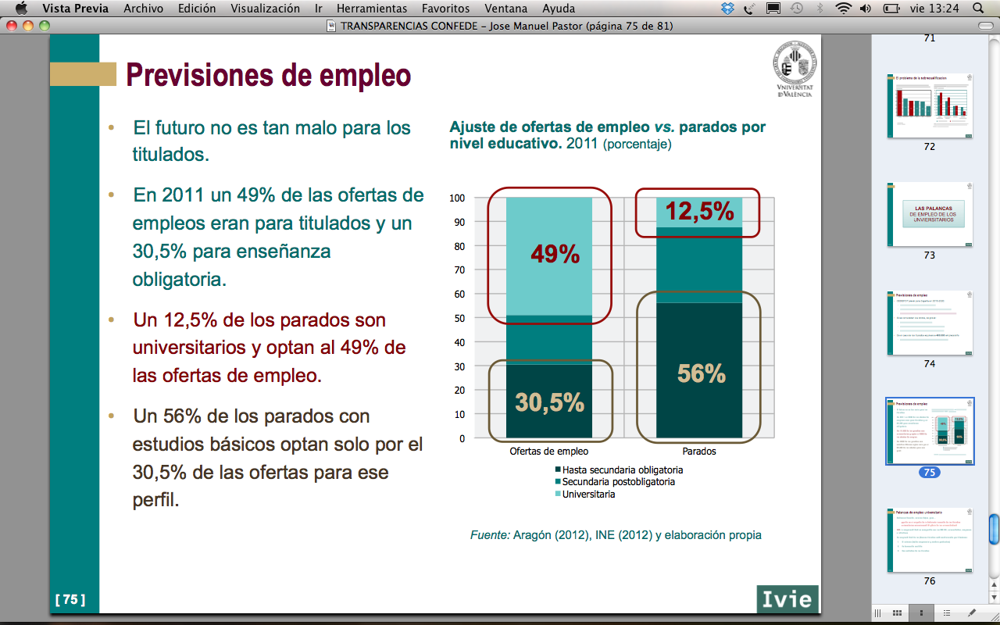 Vista Previa Archivo Edición Visualización Ir Herramientas Favoritos Ventana Ayuda vie 13:24
TRANSPARENCIAS CONFEDE – Jose Manuel Pastor (página 75 de 81)
Previsiones de empleo
VNIVERSITAT
ID VALÈNCIA
• El futuro no es tan malo para los
titulados.
• En 2011 un 49% de las ofertas de
empleos eran para titulados y un
30,5% para enseñanza
obligatoria.
• Un 12,5% de los parados son
universitarios y optan al 49% de
las ofertas de empleo.
• Un 56% de los parados con
estudios básicos optan solo por el
30,5% de las ofertas para ese
perfil.
Ajuste de ofertas de empleo vs. parados por
nivel educativo. 2011 (porcentaje)
100
90
80
70
60
50
40
30
20
10
0
49%
30,5%
12,5%
56%
Ofertas de empleo
Parados
Hasta secundaria obligatoria
Secundaria postobligatoria
Universitaria
Fuente: Aragón (2012), INE (2012) y elaboración propia
[ 75 ]
Ivie
71
El problema de la sobrecualificacion
72
LAS PALANCAS
DE EMPLEO DE LOS
UNVIERSITARIOS
73
Previsiones de empleo
74
Previsiones de empleo
75
Palancas de empleo universitario
76